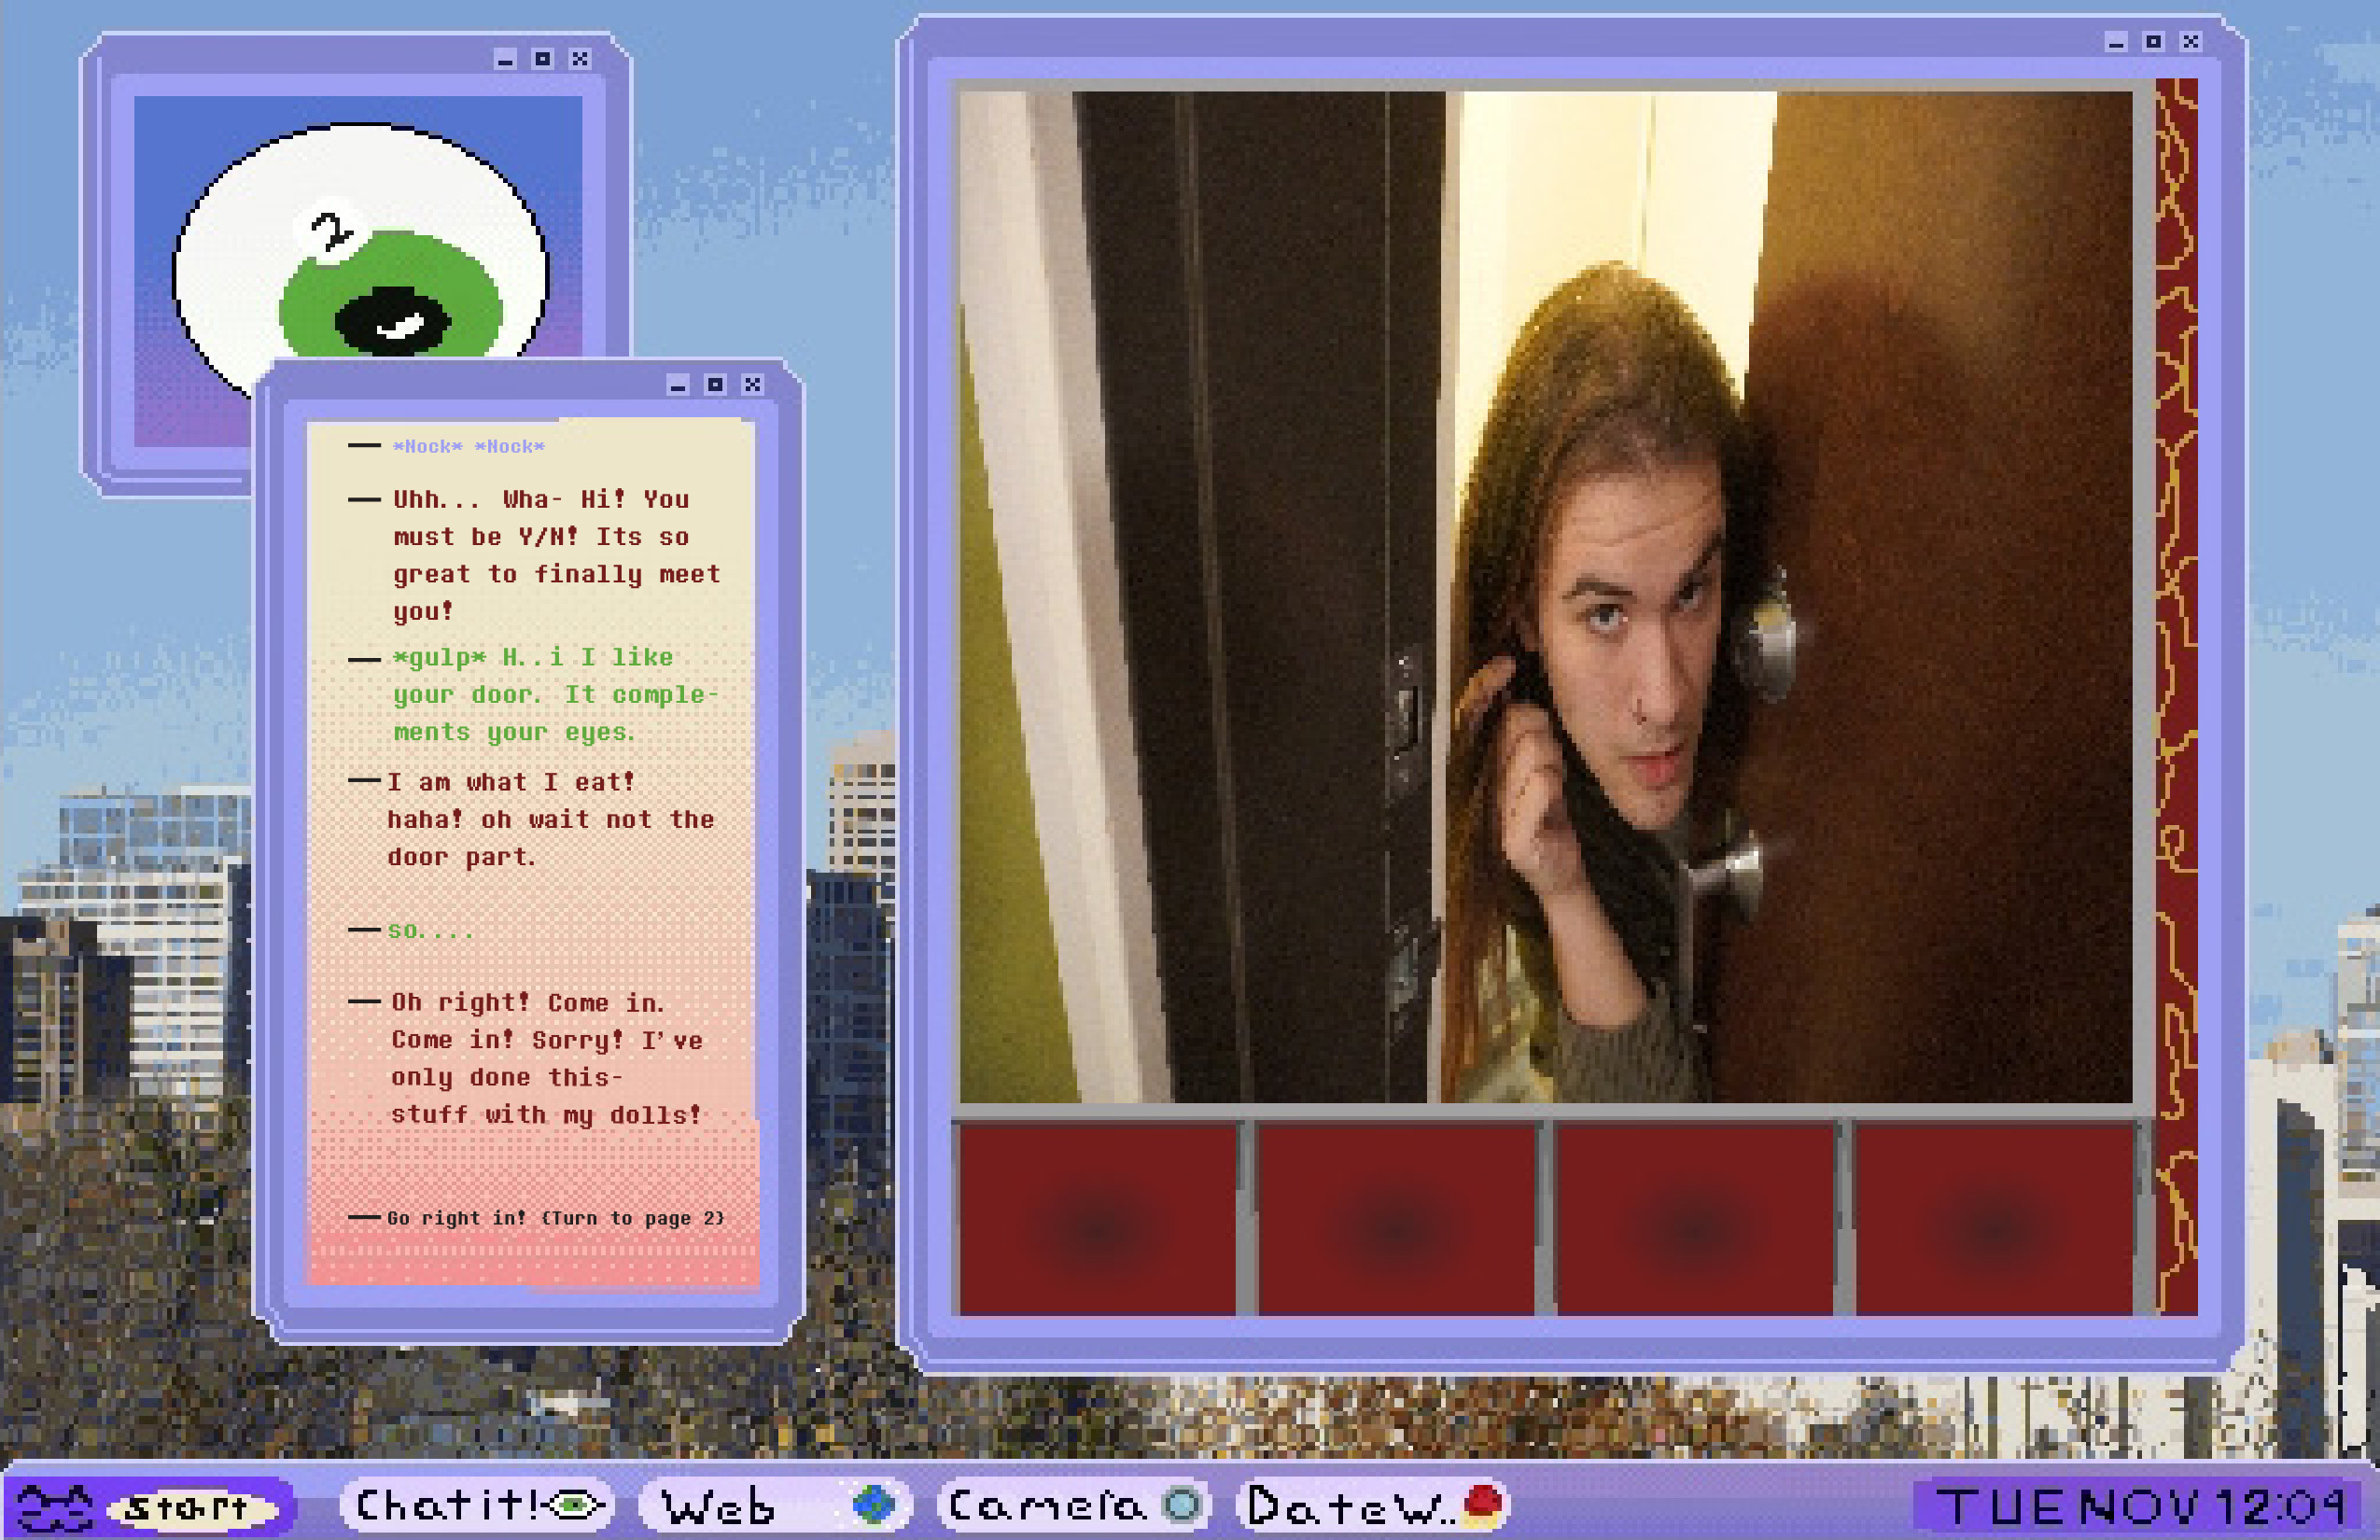 2
*Nock* *Nock*
Uhh... Wha- Hi! You
must be Y/N! Its so
great to finally meet
you!
*gulp* H..i I like
your door. It comple-
ments your eyes.
I am what I eat!
haha! oh wait not the
door part.
so....
Oh right! Come in.
Come in! Sorry! I've
only done this-
stuff with my dolls!
Go right in! {Turn to page 2}
start
Chatit!
Web
Camera
DateW..
TUE NOV 12:04